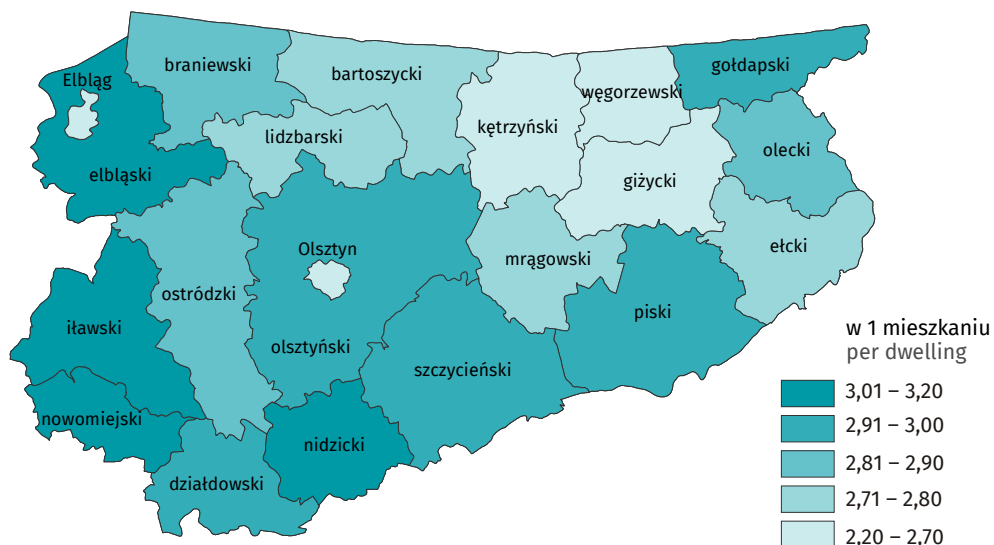 braniewski
bartoszycki
gołdapski
Elbląg
węgorzewski
kętrzyński
lidzbarski
olecki
elbląski
giżycki
ełcki
Olsztyn
mrągowski
ostródzki
piski
iławski
olsztyński
szczycieński
nowomiejski
nidzicki
działdowski
w 1 mieszkaniu
per dwelling
3,01 – 3,20
2,91 – 3,00
2,81 – 2,90
2,71 – 2,80
2,20 – 2,70